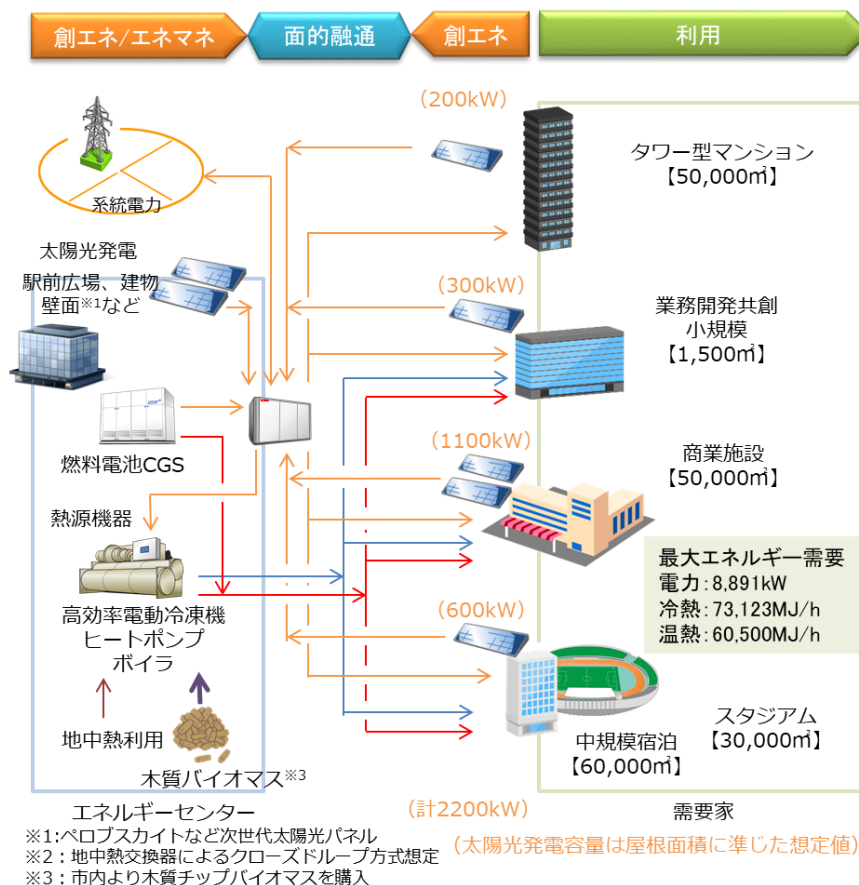 創エネ/エネマネ
面的融通
創エネ
利用
(200kW)
タワー型マンション
【50,000㎡】
系統電力
太陽光発電
駅前広場、建物
壁面※1など
(300kW)
業務開発共創
小規模
【1,500㎡】
燃料電池CGS
(1100kW)
商業施設
【50,000㎡】
熱源機器
高効率電動冷凍機
ヒートポンプ
ボイラ
最大エネルギー需要
電力:8,891kW
冷熱:73,123MJ/h
温熱:60,500MJ/h
(600kW)
地中熱利用
木質バイオマス※3
スタジアム
【30,000㎡】
中規模宿泊
【60,000㎡】
エネルギーセンター
(計2200kW)
需要家
※1:ペロブスカイトなど次世代太陽光パネル
(太陽光発電容量は屋根面積に準じた想定値)
※2:地中熱交換器によるクローズドループ方式想定
※3:市内より木質チップバイオマスを購入